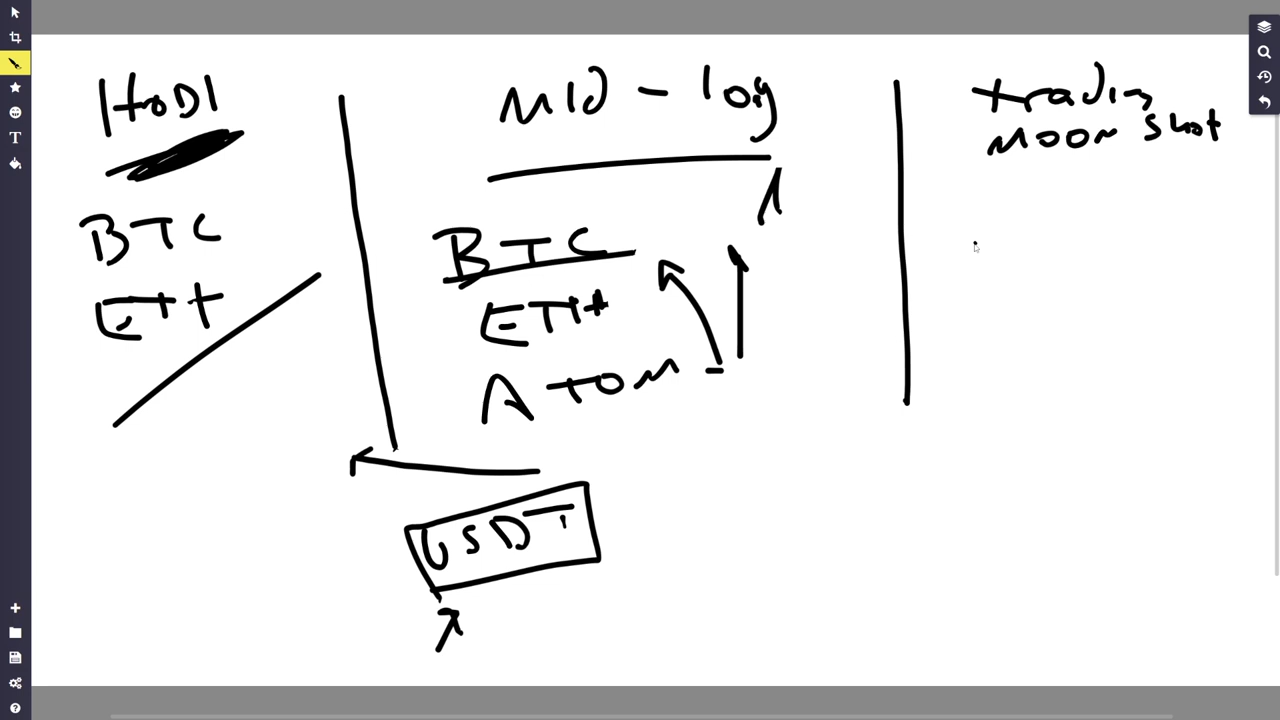 HODl
BTC
ETH
MID - log
BTC
ETH
ATOM -
USDT
trading
Moon Shot
T
?